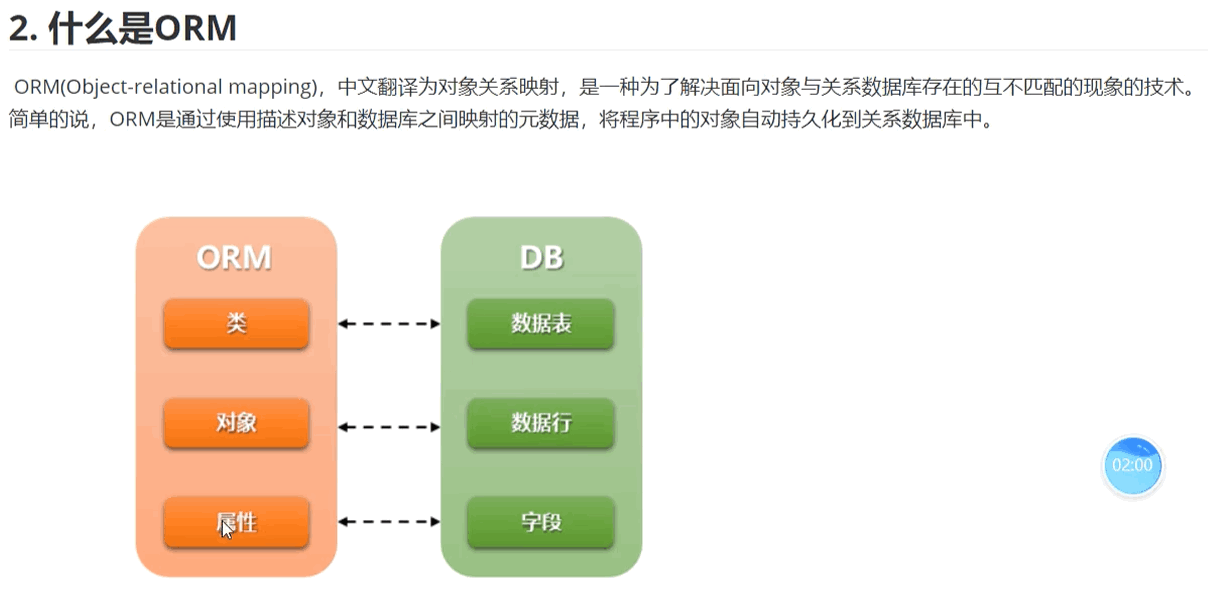 2. 什么是ORM
ORM(Object-relational mapping)，中文翻译为对象关系映射，是一种为了解决面向对象与关系数据库存在的互不匹配的现象的技术。
简单的说，ORM是通过使用描述对象和数据库之间映射的元数据，将程序中的对象自动持久化到关系数据库中。
ORM
DB
类
数据表
对象
数据行
属性
字段
02:00